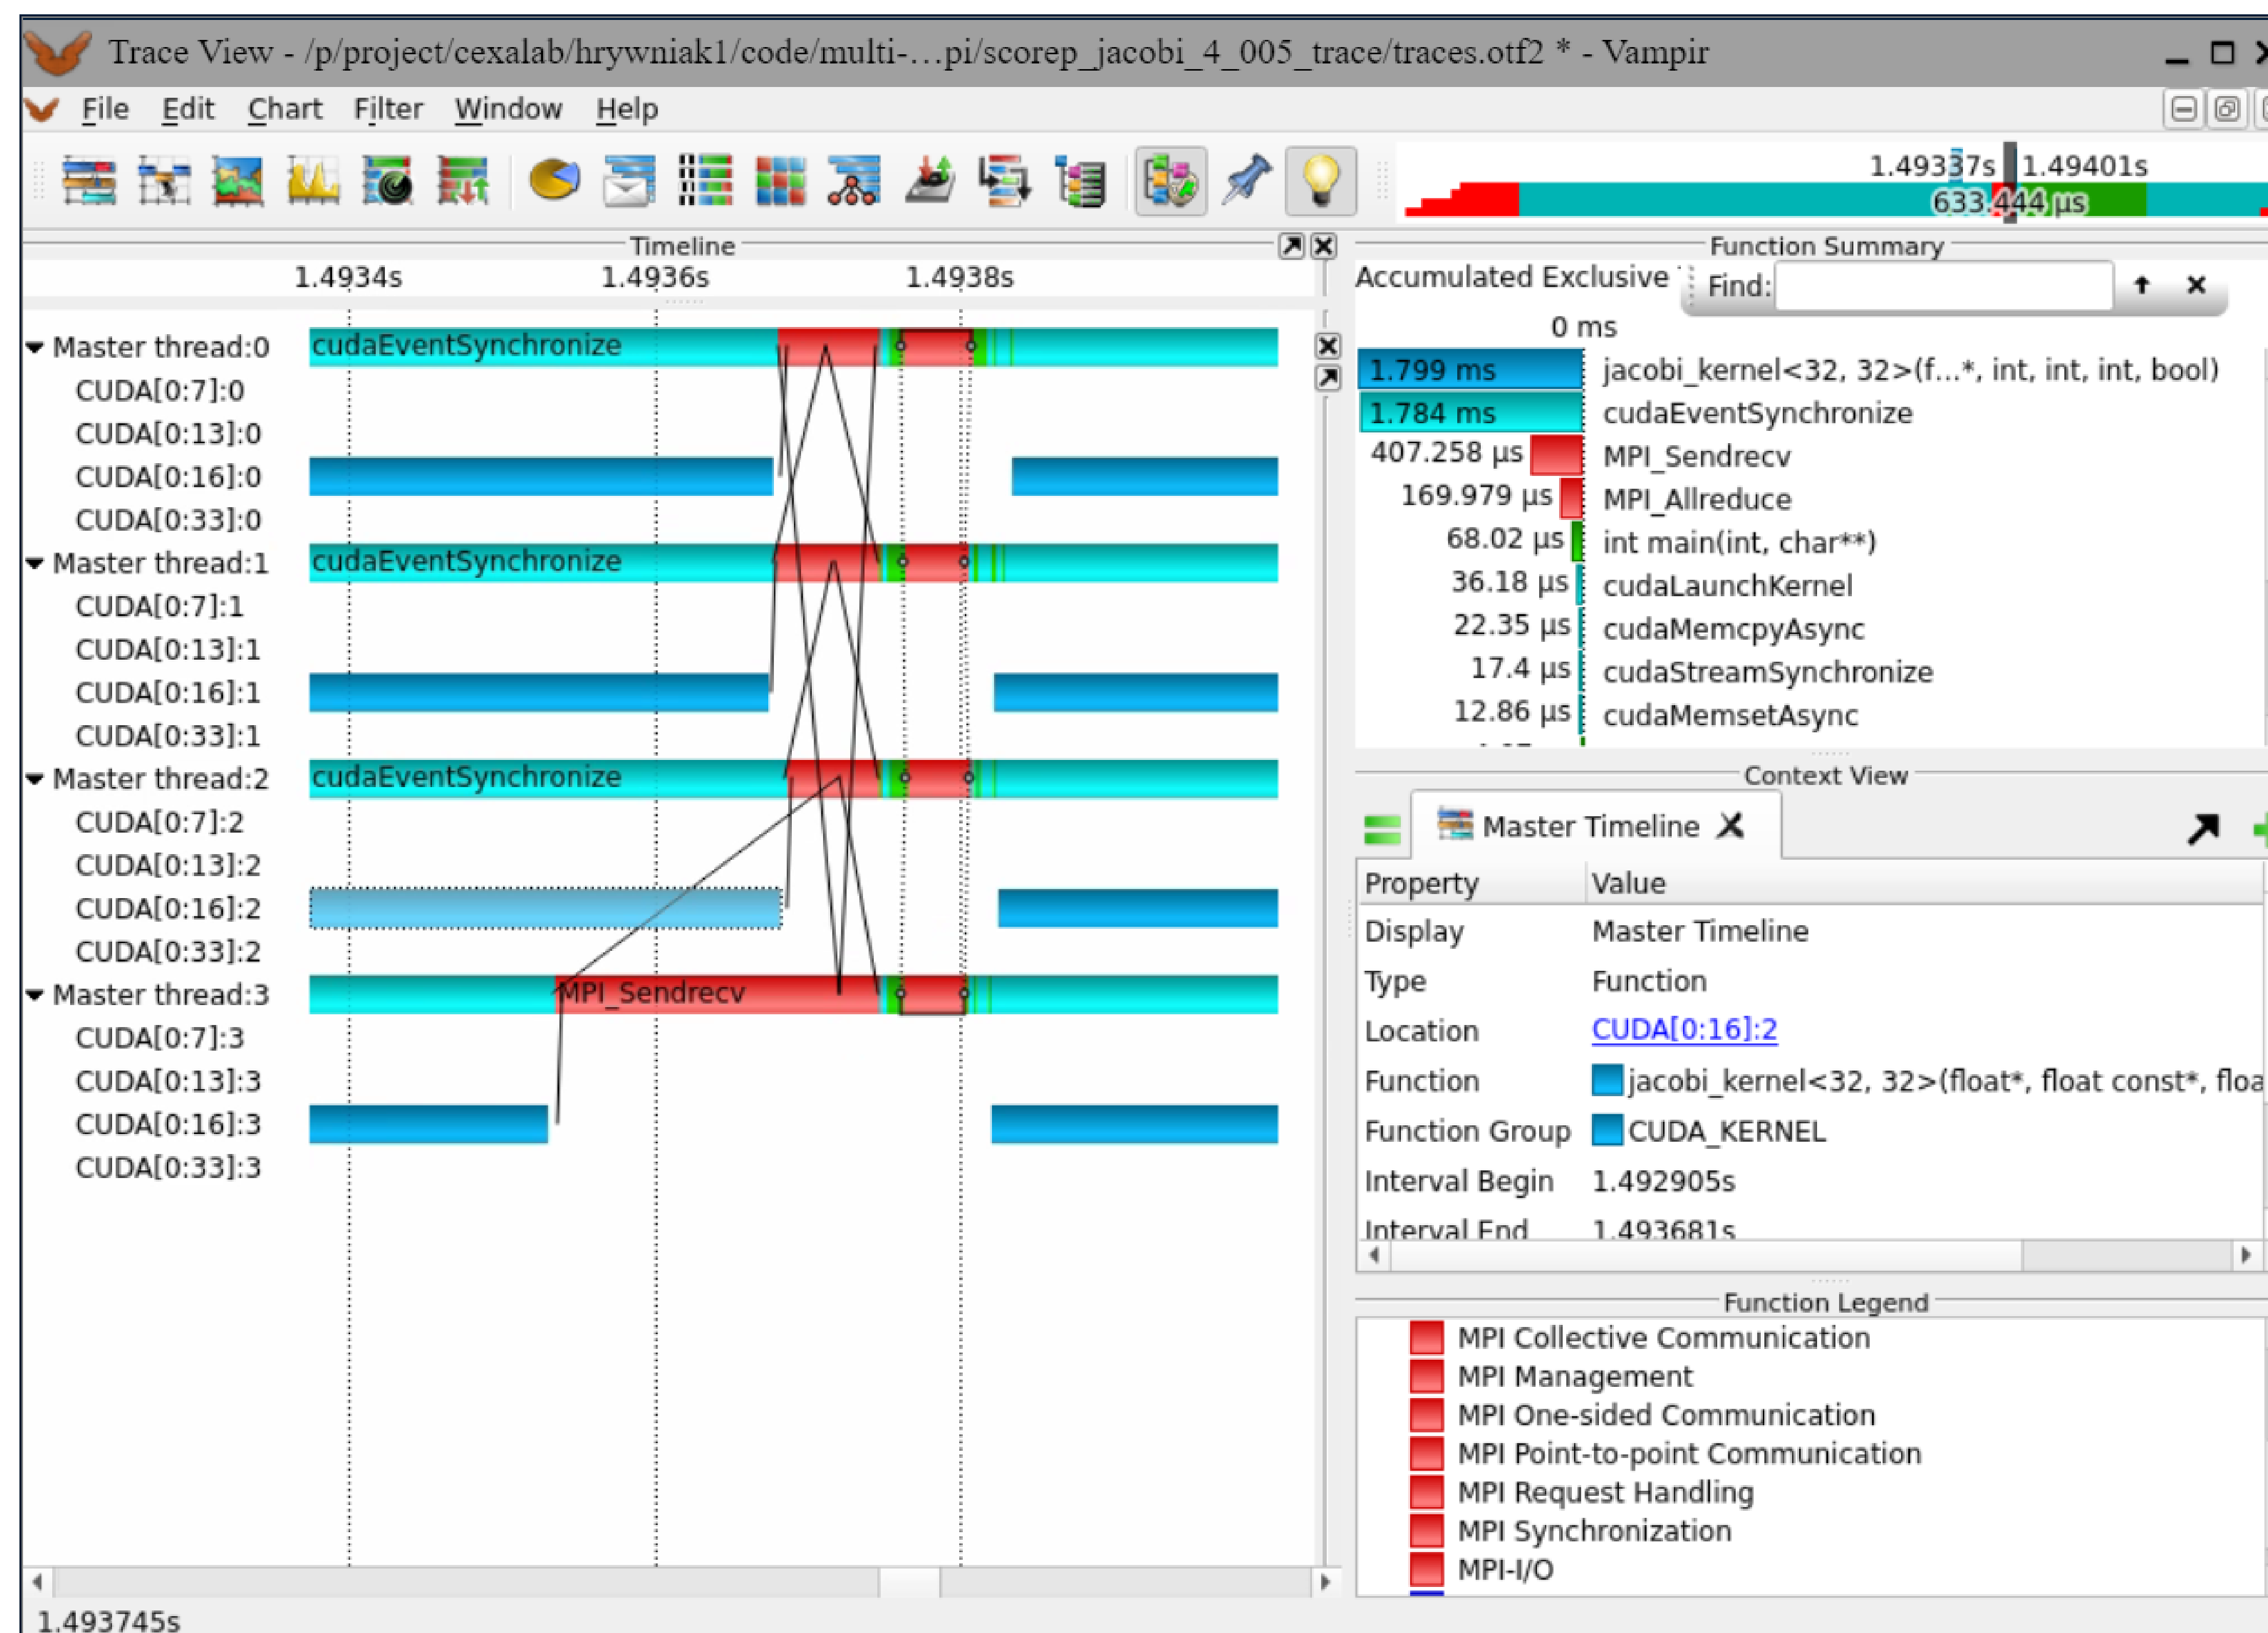 Trace View - /p/project/cexalab/hrywniak1/code/multi-...pi/scorep_jacobi_4_005_trace/traces.otf2 * - Vampir
File Edit Chart Filter Window Help
1.49337s 1.49401s
633.444 µs
Timeline
1.4934s 1.4936s 1.4938s
Master thread:0 cudaEventSynchronize
CUDA[0:7]:0
CUDA[0:13]:0
CUDA[0:16]:0
CUDA[0:33]:0
Master thread:1 cudaEventSynchronize
CUDA[0:7]:1
CUDA[0:13]:1
CUDA[0:16]:1
CUDA[0:33]:1
Master thread:2 cudaEventSynchronize
CUDA[0:7]:2
CUDA[0:13]:2
CUDA[0:16]:2
CUDA[0:33]:2
Master thread:3 MPI_Sendrecv
CUDA[0:7]:3
CUDA[0:13]:3
CUDA[0:16]:3
CUDA[0:33]:3
1.493745s
Function Summary
Accumulated Exclusive Find:
0 ms
1.799 ms jacobi_kernel<32, 32>(f...*, int, int, int, bool)
1.784 ms cudaEventSynchronize
407.258 µs MPI_Sendrecv
169.979 µs MPI_Allreduce
68.02 µs int main(int, char**)
36.18 µs cudaLaunchKernel
22.35 µs cudaMemcpyAsync
17.4 µs cudaStreamSynchronize
12.86 µs cudaMemsetAsync
Context View
Master Timeline
Property Value
Display Master Timeline
Type Function
Location CUDA[0:16]:2
Function jacobi_kernel<32, 32>(float*, float const*, floa
Function Group CUDA_KERNEL
Interval Begin 1.492905s
Interval End 1.493681s
Function Legend
MPI Collective Communication
MPI Management
MPI One-sided Communication
MPI Point-to-point Communication
MPI Request Handling
MPI Synchronization
MPI-I/O